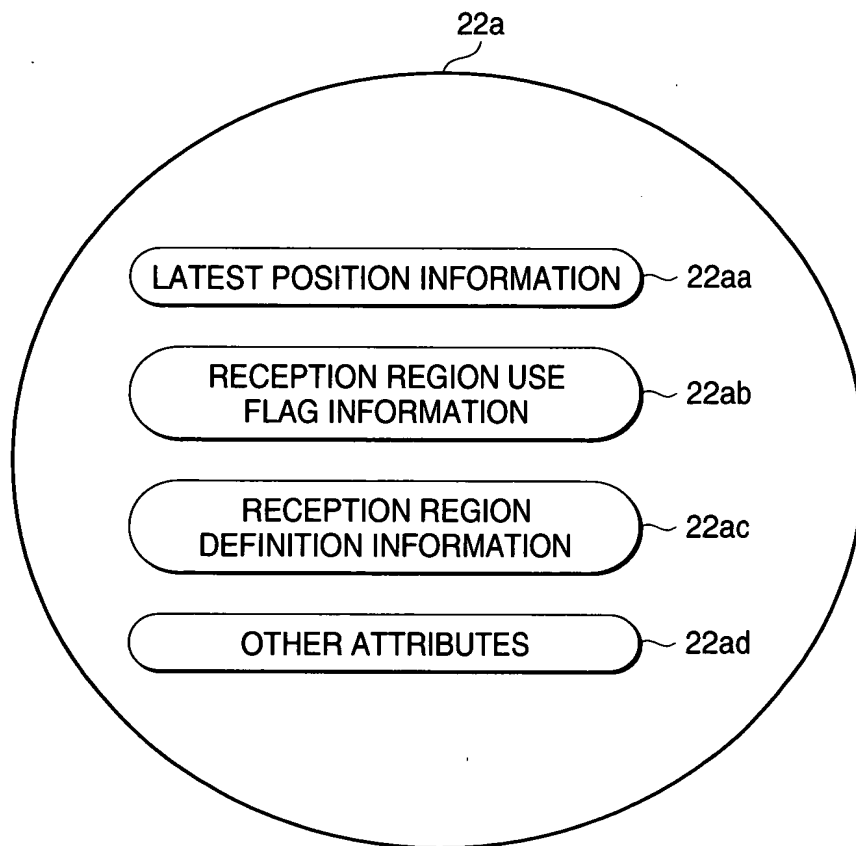 22a
LATEST POSITION INFORMATION
22aa
RECEPTION REGION USE
FLAG INFORMATION
22ab
RECEPTION REGION
DEFINITION INFORMATION
22ac
OTHER ATTRIBUTES
22ad